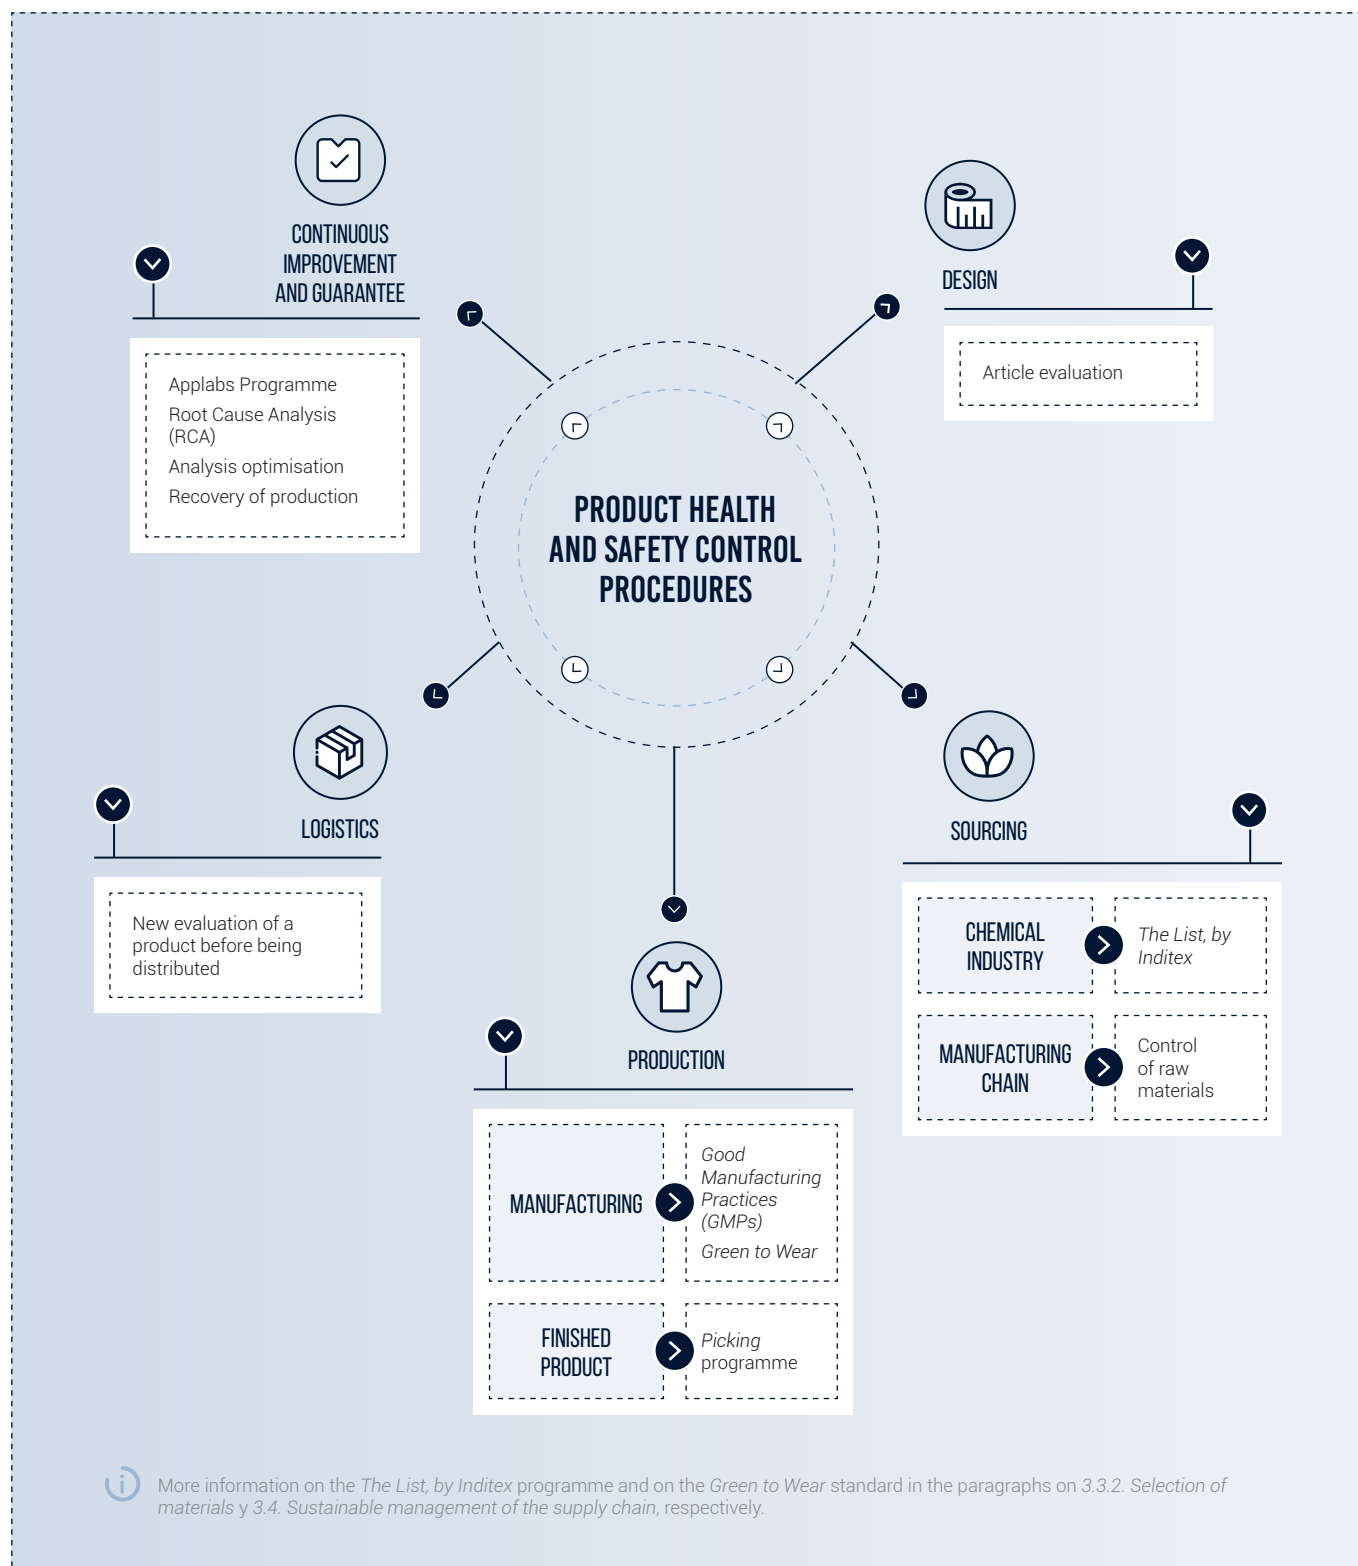 CONTINUOUS
IMPROVEMENT
AND GUARANTEE
Applabs Programme
Root Cause Analysis
(RCA)
Analysis optimisation
Recovery of production
DESIGN
Article evaluation
PRODUCT HEALTH
AND SAFETY CONTROL
PROCEDURES
LOGISTICS
New evaluation of a
product before being
distributed
SOURCING
CHEMICAL
INDUSTRY
The List, by
Inditex
MANUFACTURING
CHAIN
Control
of raw
materials
PRODUCTION
MANUFACTURING
Good
Manufacturing
Practices
(GMPs)
Green to Wear
FINISHED
PRODUCT
Picking
programme
More information on the The List, by Inditex programme and on the Green to Wear standard in the paragraphs on 3.3.2. Selection of
materials y 3.4. Sustainable management of the supply chain, respectively.